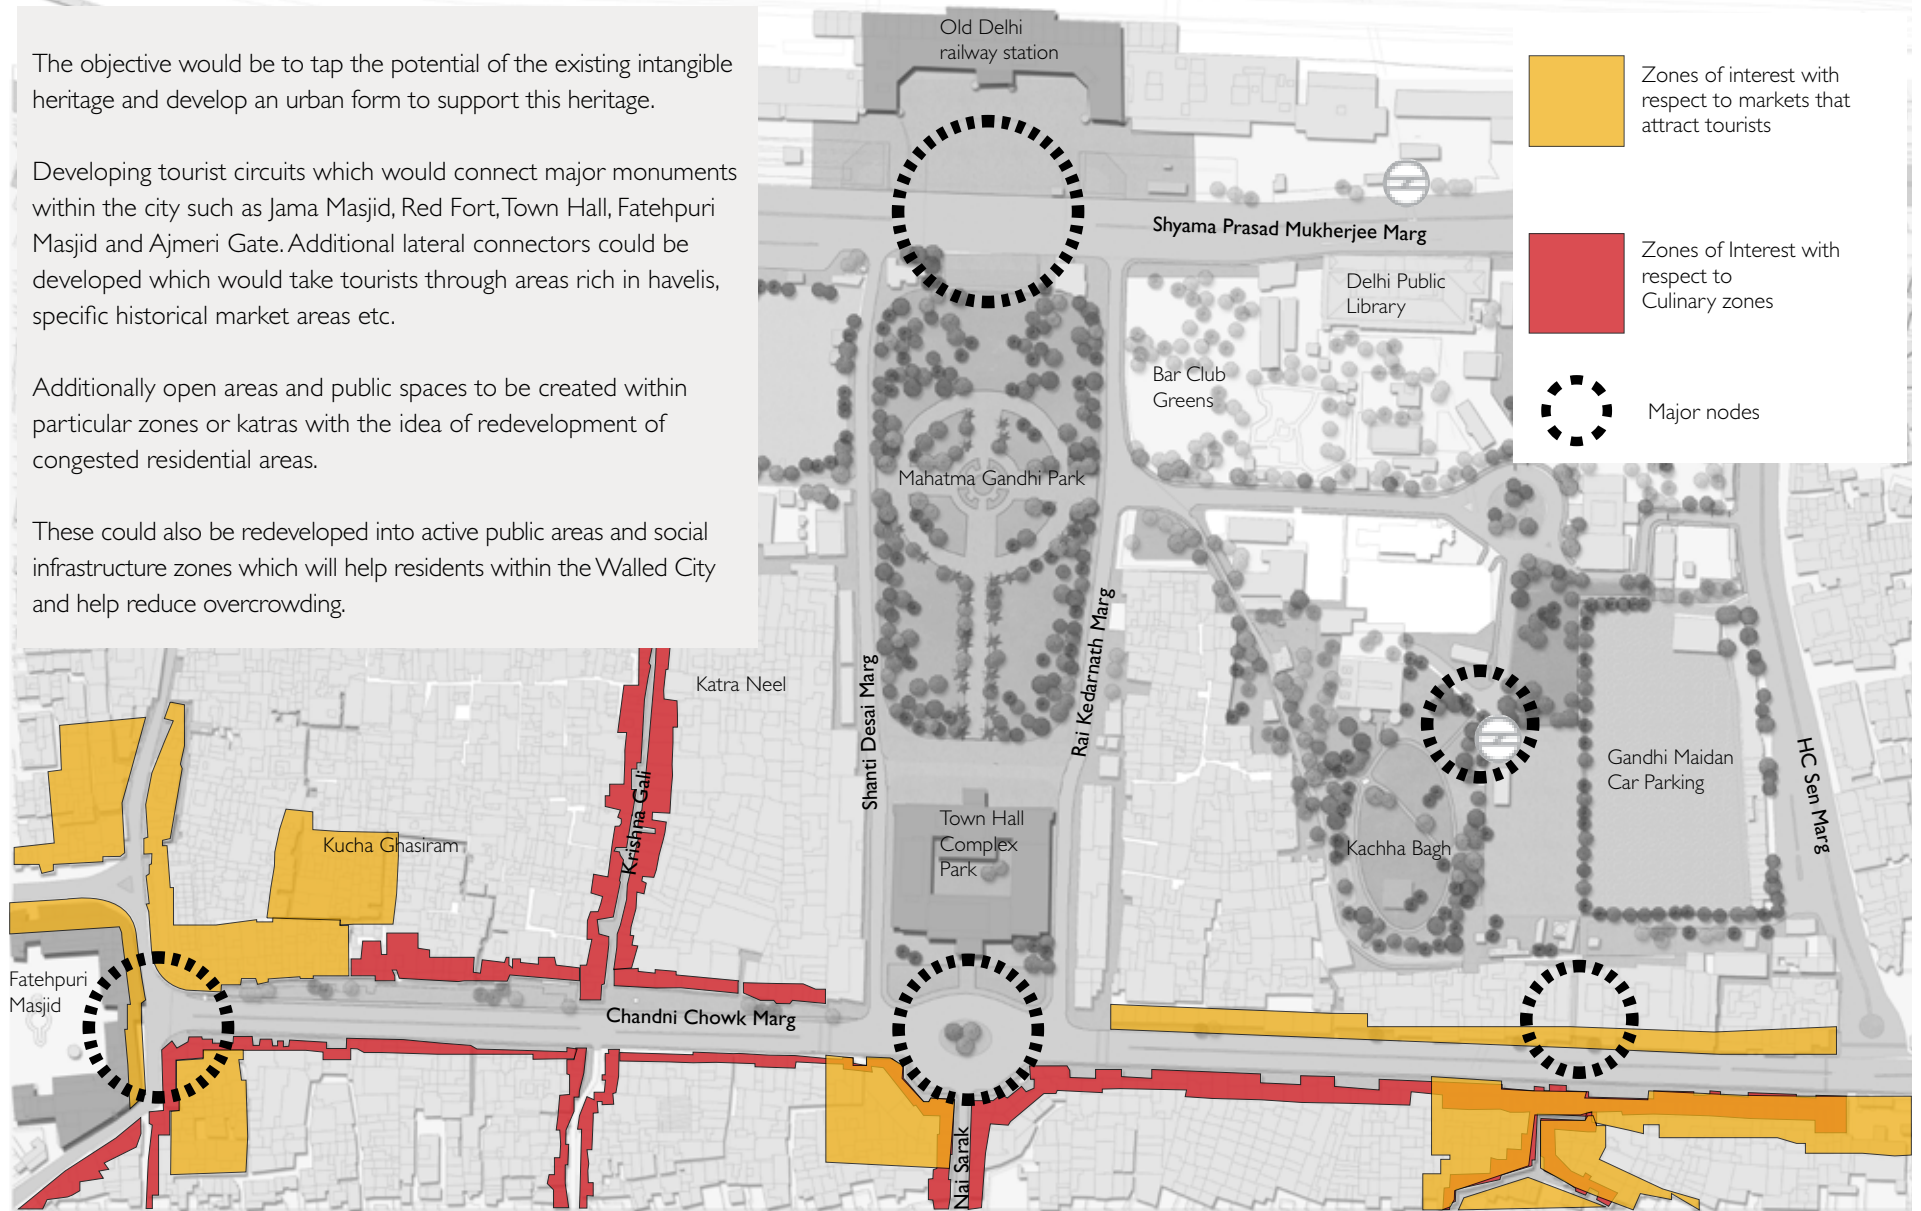 The objective would be to tap the potential of the existing intangible
heritage and develop an urban form to support this heritage.
Developing tourist circuits which would connect major monuments
within the city such as Jama Masjid, Red Fort, Town Hall, Fatehpuri
Masjid and Ajmeri Gate. Additional lateral connectors could be
developed which would take tourists through areas rich in havelis,
specific historical market areas etc.
Additionally open areas and public spaces to be created within
particular zones or katras with the idea of redevelopment of
congested residential areas.
These could also be redeveloped into active public areas and social
infrastructure zones which will help residents within the Walled City
and help reduce overcrowding.
Old Delhi
railway station
Zones of interest with
respect to markets that
attract tourists
Zones of Interest with
respect to
Culinary zones
Major nodes
Shyama Prasad Mukherjee Marg
Delhi Public
Library
Bar Club
Greens
Mahatma Gandhi Park
Shanti Desai Marg
Rai Kedarnath Marg
Katra Neel
Krishna Gali
Kucha Ghasiram
Town Hall
Complex
Park
Kachha Bagh
Gandhi Maidan
Car Parking
HC Sen Marg
Fatehpuri
Masjid
Chandni Chowk Marg
Nai Sarak